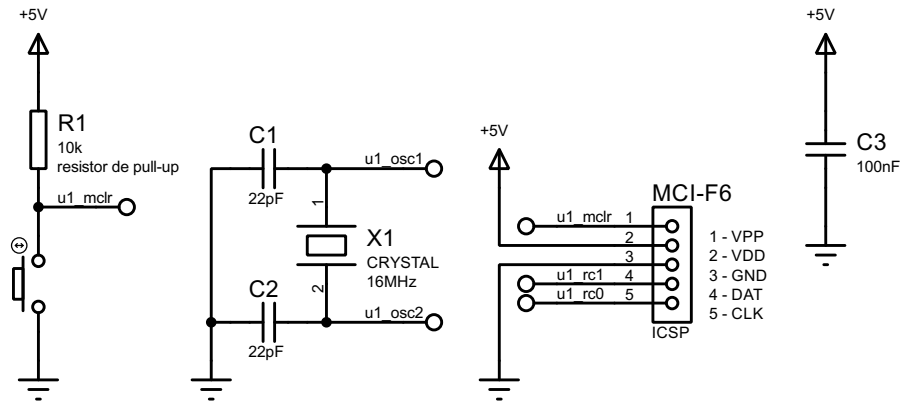 +5V
R1
10k
resistor de pull-up
u1_mclr
C1
22pF
u1_osc1
1
X1
CRYSTAL
16MHz
2
C2
22pF
u1_osc2
+5V
MCI-F6
u1_mclr 1
2
3
u1_rc1 4
u1_rc0 5
ICSP
1 - VPP
2 - VDD
3 - GND
4 - DAT
5 - CLK
+5V
C3
100nF